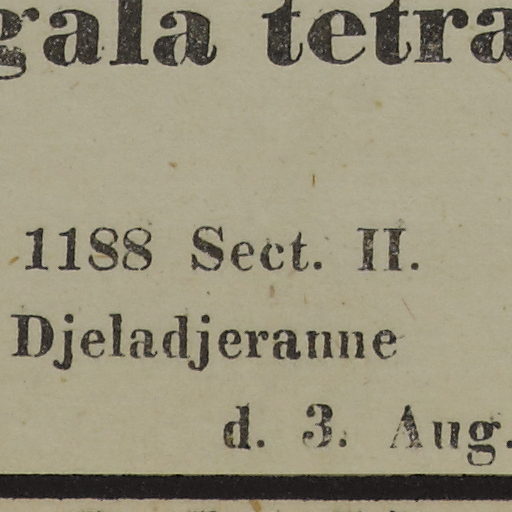 gala tetra
1188 Sect. II.
Djeladjeranne
d. 3. Aug.